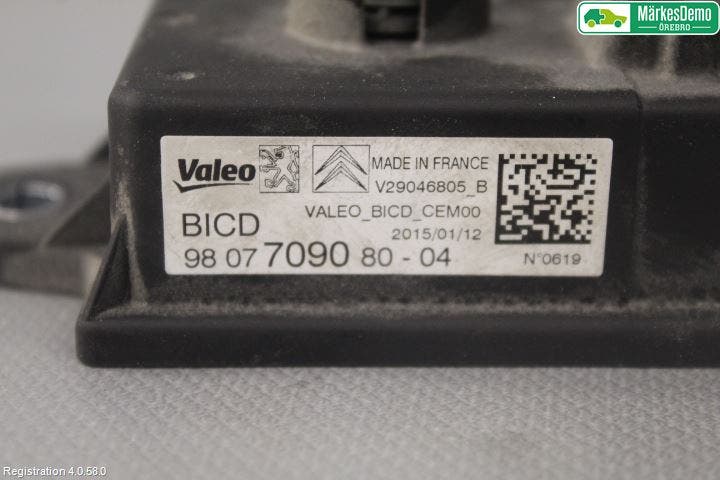 MärkesDemo
ÖREBRO
Valeo
MADE IN FRANCE
V29046805_B
BICD
VALEO_BICD_CEM00
2015/01/12
98 07 7090 80 - 04
N°0619
Registration 4.0.58.0